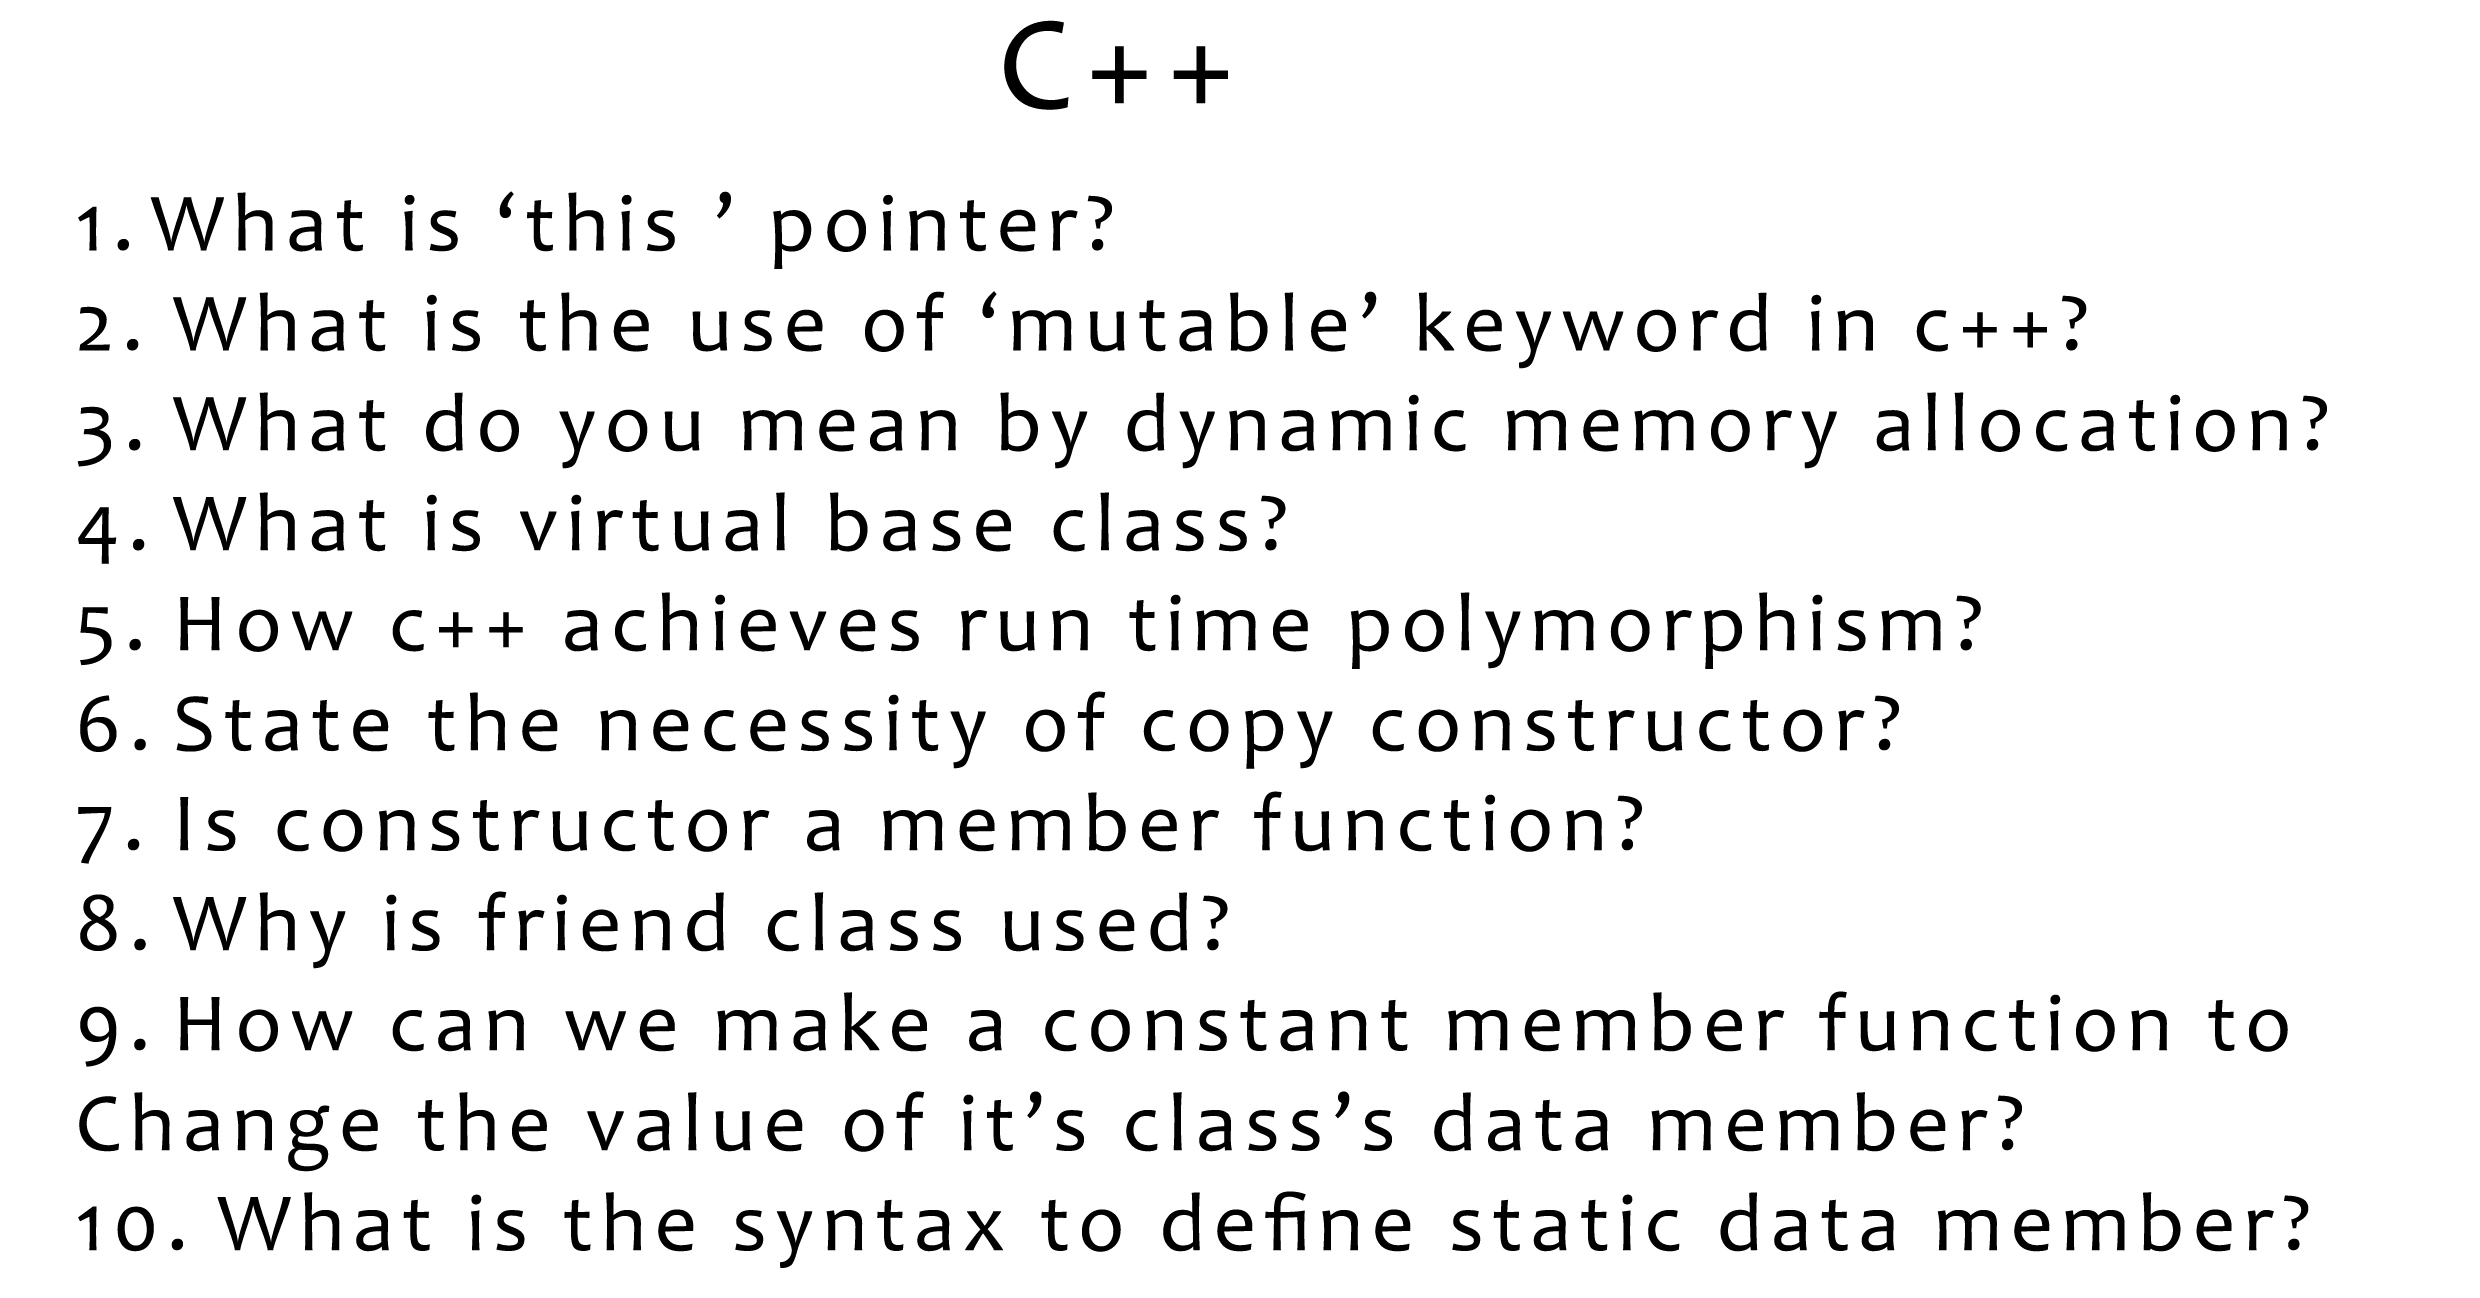 C++
1. What is ‘this ’ pointer?
2. What is the use of ‘mutable’ keyword in c++?
3. What do you mean by dynamic memory allocation?
4. What is virtual base class?
5. How c++ achieves run time polymorphism?
6. State the necessity of copy constructor?
7. Is constructor a member function?
8. Why is friend class used?
9. How can we make a constant member function to
Change the value of it’s class’s data member?
10. What is the syntax to define static data member?